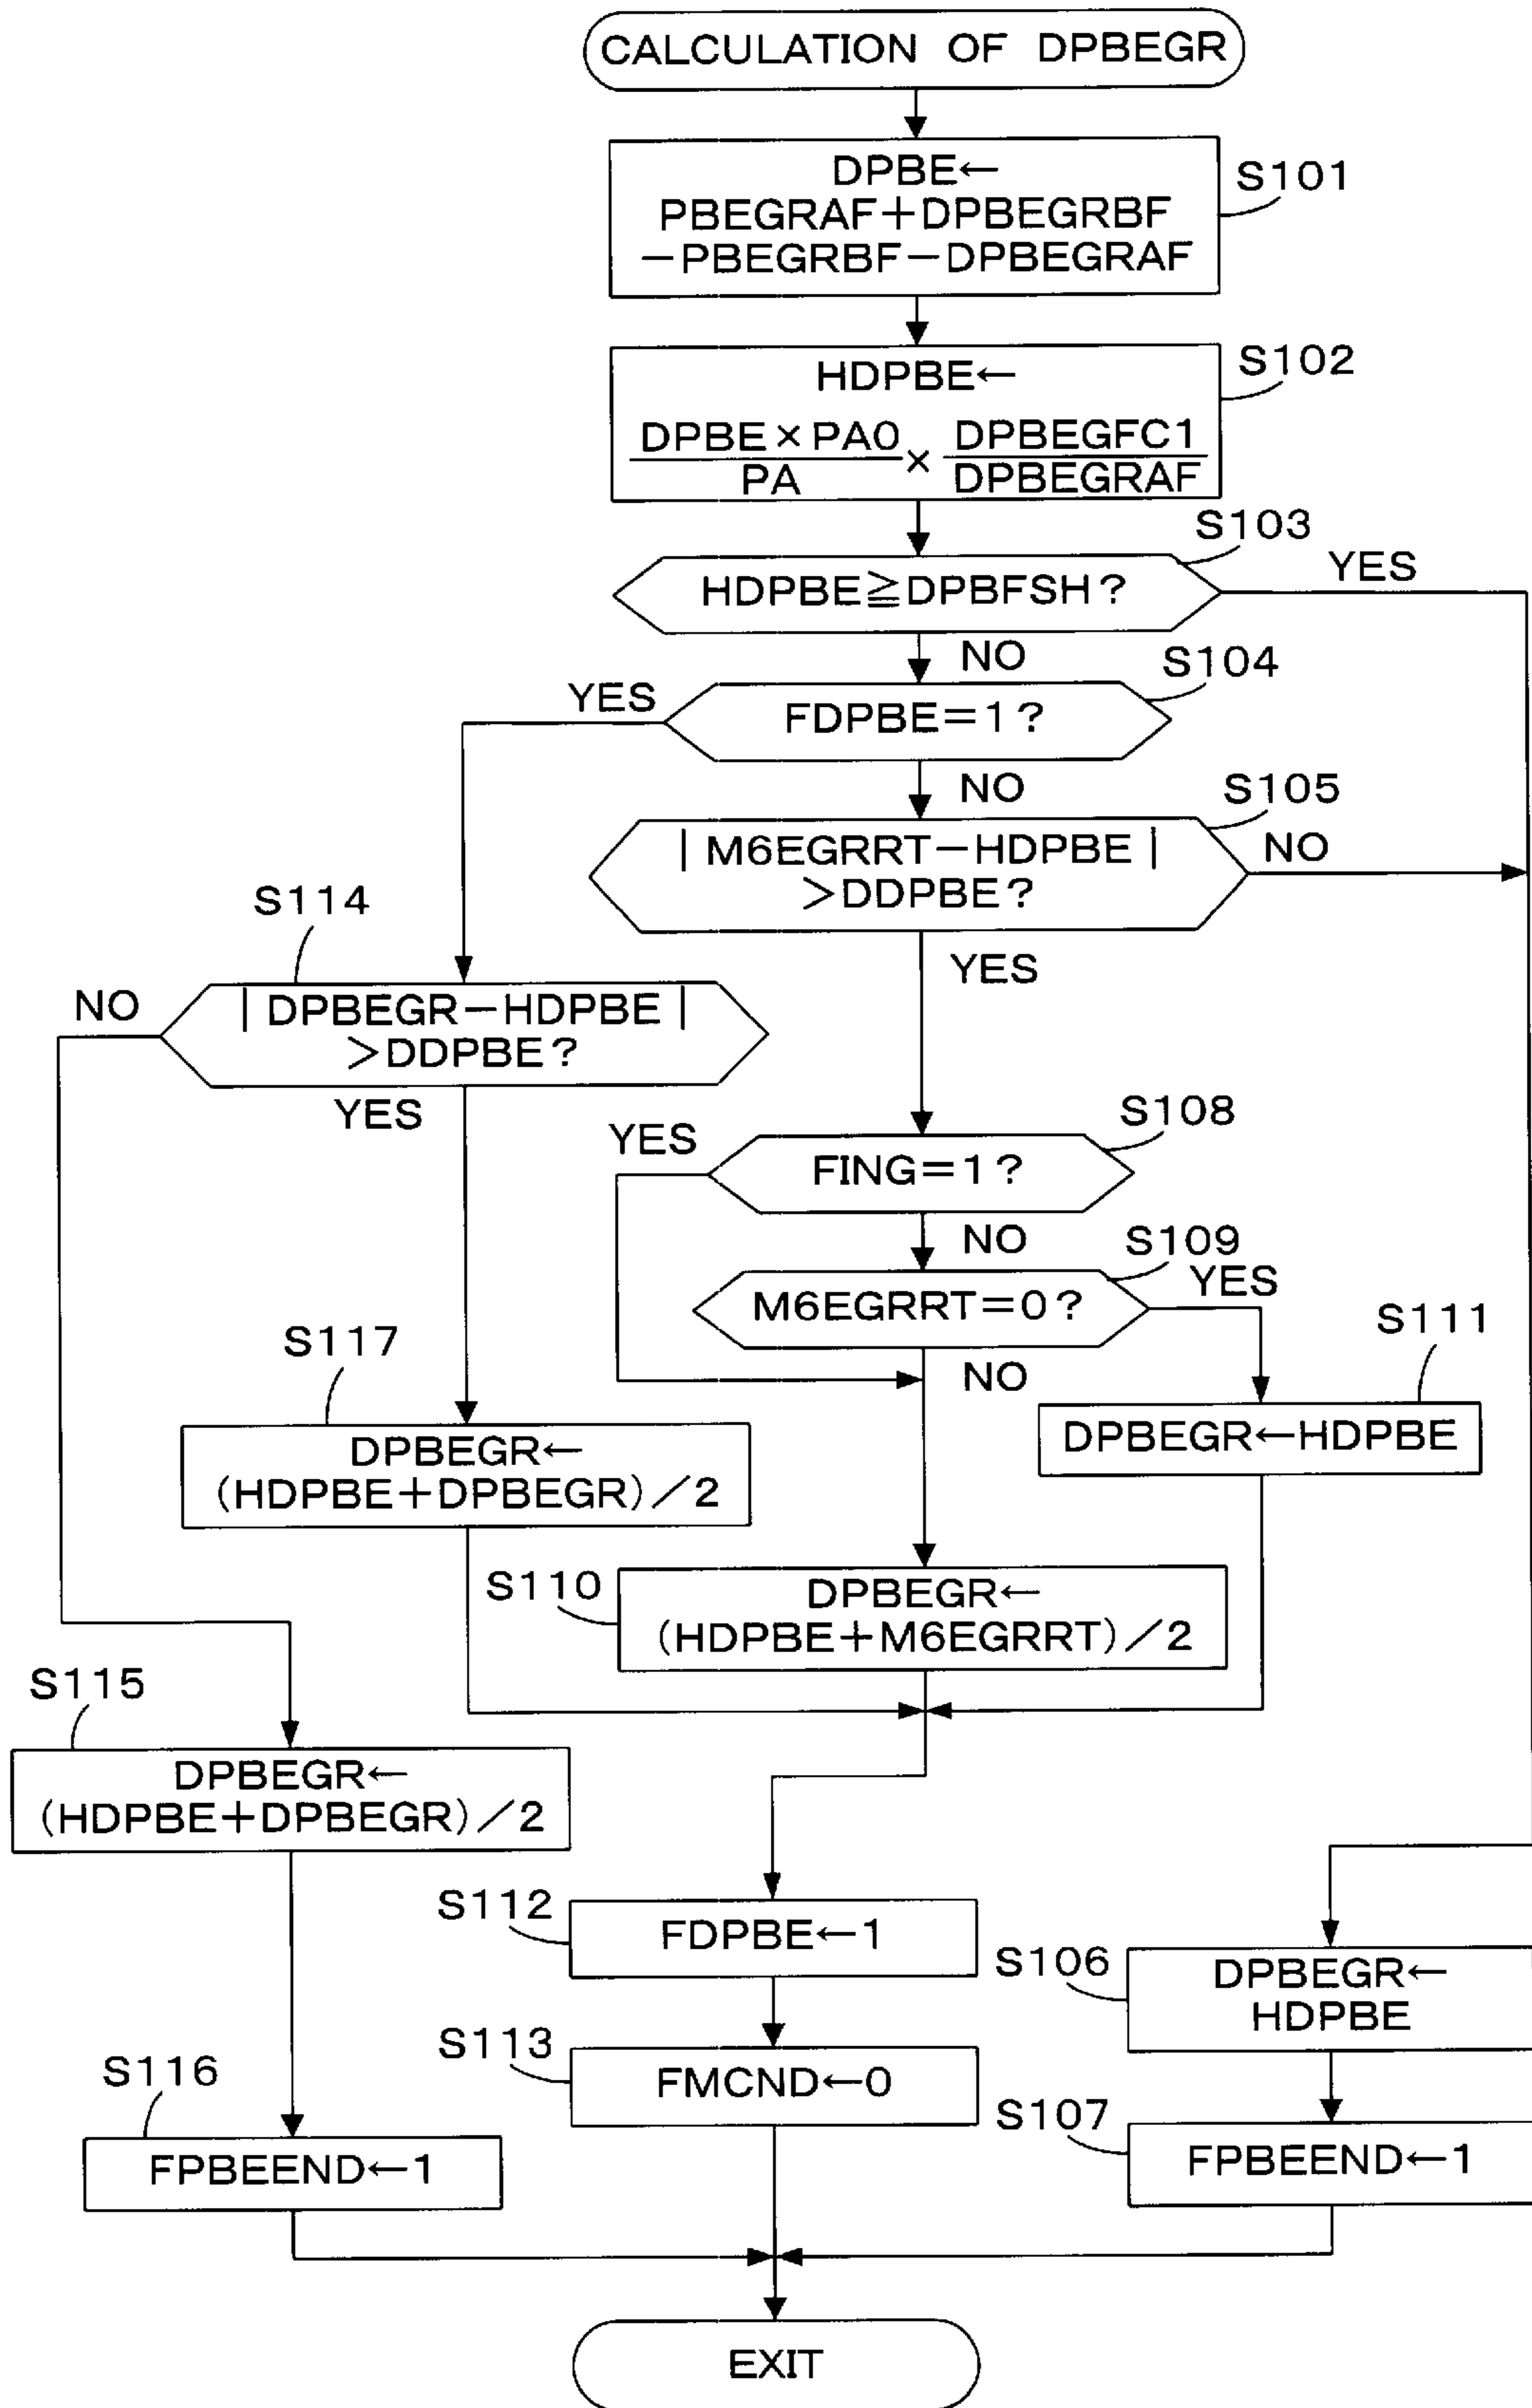 CALCULATION OF DPBEGR
DPBE←
PBEGRAF+DPBEGRBF
−PBEGRBF−DPBEGRAF
S101
HDPBE←
DPBE×PA0
PA
×
DPBEGFC1
DPBEGRAF
S102
S103
HDPBE≧DPBFSH?
YES
NO
S104
YES
FDPBE=1?
NO
S105
|M6EGRRT−HDPBE|
>DDPBE?
NO
YES
S114
NO
|DPBEGR−HDPBE|
>DDPBE?
YES
S108
YES
FING=1?
NO
S109
M6EGRRT=0?
YES
NO
S111
DPBEGR←HDPBE
S117
DPBEGR←
(HDPBE+DPBEGR)/2
S110
DPBEGR←
(HDPBE+M6EGRRT)/2
S115
DPBEGR←
(HDPBE+DPBEGR)/2
S112
FDPBE←1
S106
DPBEGR←
HDPBE
S113
FMCND←0
S116
FPBEEND←1
S107
FPBEEND←1
EXIT